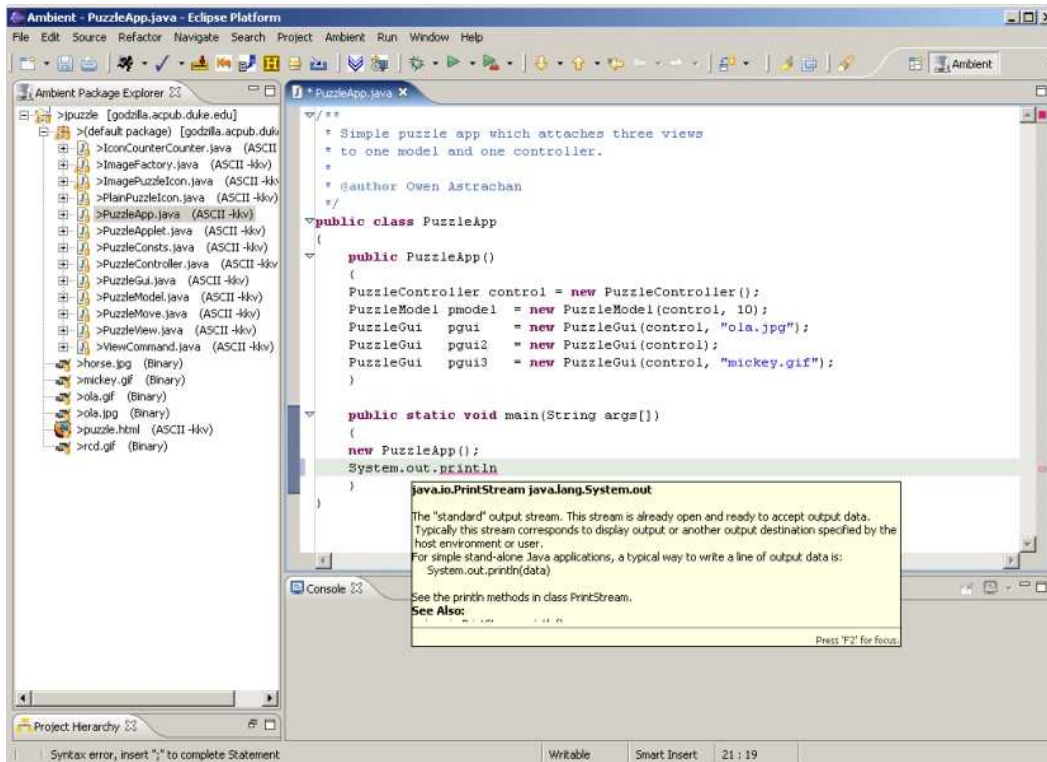 Ambient - PuzzleApp.java - Eclipse Platform
File Edit Source Refactor Navigate Search Project Ambient Run Window Help
Ambient
Ambient Package Explorer
>jpuzzle [godzilla.acpub.duke.edu]
>(default package) [godzilla.acpub.duk
>IconCounterCounter.java (ASCII
>ImageFactory.java (ASCII -kkv)
>ImagePuzzleIcon.java (ASCII -kk
>PlainPuzzleIcon.java (ASCII -kkv)
>PuzzleApp.java (ASCII -kkv)
>PuzzleApplet.java (ASCII -kkv)
>PuzzleConsts.java (ASCII -kkv)
>PuzzleController.java (ASCII -kkv
>PuzzleGui.java (ASCII -kkv)
>PuzzleModel.java (ASCII -kkv)
>PuzzleMove.java (ASCII -kkv)
>PuzzleView.java (ASCII -kkv)
>ViewCommand.java (ASCII -kkv)
>horse.jpg (Binary)
>mickey.gif (Binary)
>ola.gif (Binary)
>ola.jpg (Binary)
>puzzle.html (ASCII -kkv)
>rcd.gif (Binary)
Project Hierarchy
* PuzzleApp.java
/**
* Simple puzzle app which attaches three views
* to one model and one controller.
*
* @author Owen Astrachan
*/
public class PuzzleApp
{
public PuzzleApp()
{
PuzzleController control = new PuzzleController();
PuzzleModel pmodel = new PuzzleModel(control, 10);
PuzzleGui pgui = new PuzzleGui(control, "ola.jpg");
PuzzleGui pgui2 = new PuzzleGui(control);
PuzzleGui pgui3 = new PuzzleGui(control, "mickey.gif");
}
public static void main(String args[])
{
new PuzzleApp();
System.out.println
}
}
java.io.PrintStream java.lang.System.out
The "standard" output stream. This stream is already open and ready to accept output data.
Typically this stream corresponds to display output or another output destination specified by the
host environment or user.
For simple stand-alone Java applications, a typical way to write a line of output data is:
System.out.println(data)
See the println methods in class PrintStream.
See Also:
Press 'F2' for focus.
Console
Syntax error, insert ";" to complete Statement
Writable
Smart Insert
21 : 19